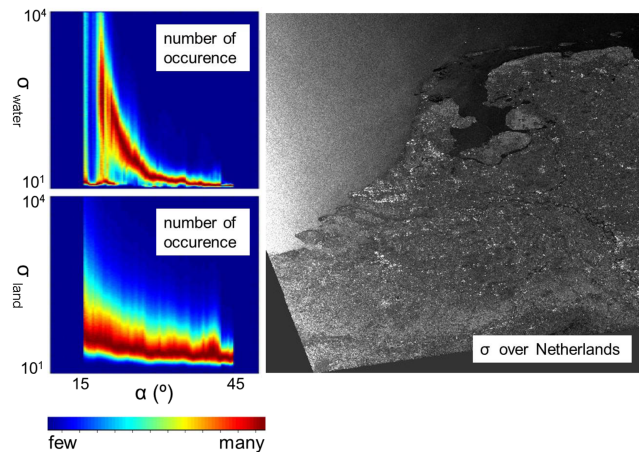 10⁴
number of
occurence
σ water
10¹
10⁴
number of
occurence
σ land
10¹
15
45
α (º)
few
many
σ over Netherlands